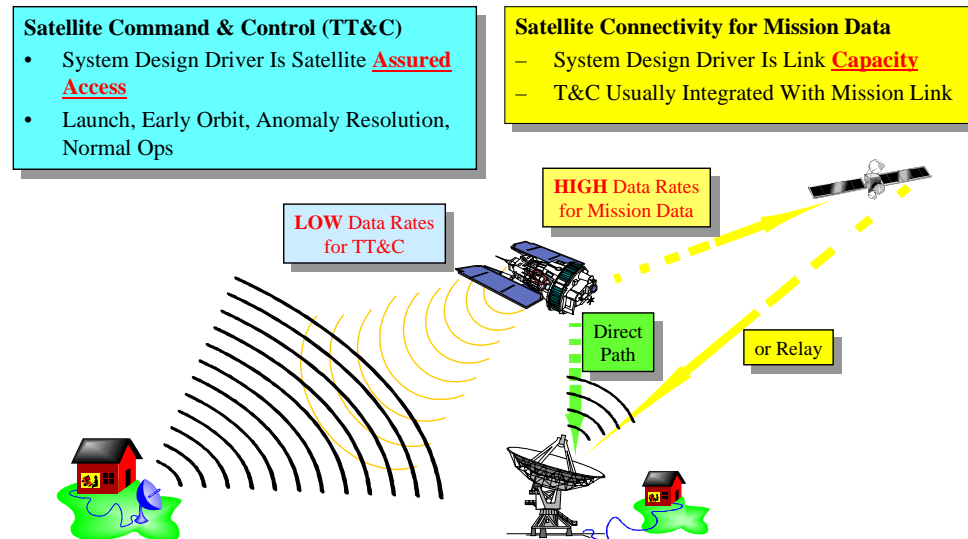 Satellite Command & Control (TT&C)
• System Design Driver Is Satellite Assured
Access
• Launch, Early Orbit, Anomaly Resolution,
Normal Ops
Satellite Connectivity for Mission Data
– System Design Driver Is Link Capacity
– T&C Usually Integrated With Mission Link
HIGH Data Rates
for Mission Data
LOW Data Rates
for TT&C
Direct
Path
or Relay